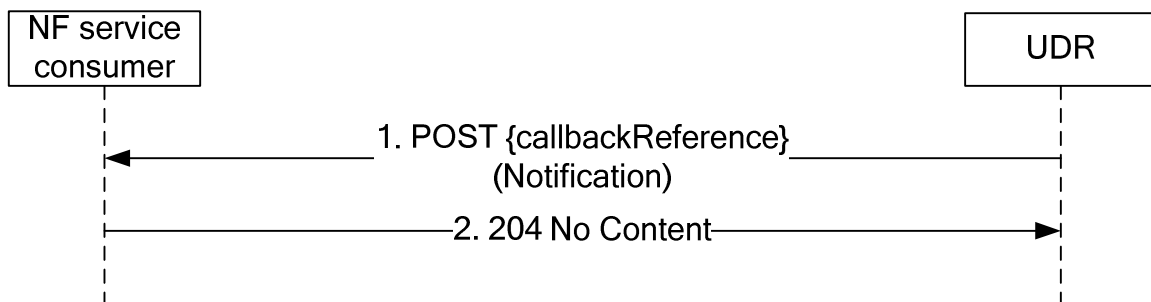 NF service
consumer
UDR
1. POST {callbackReference}
(Notification)
2. 204 No Content